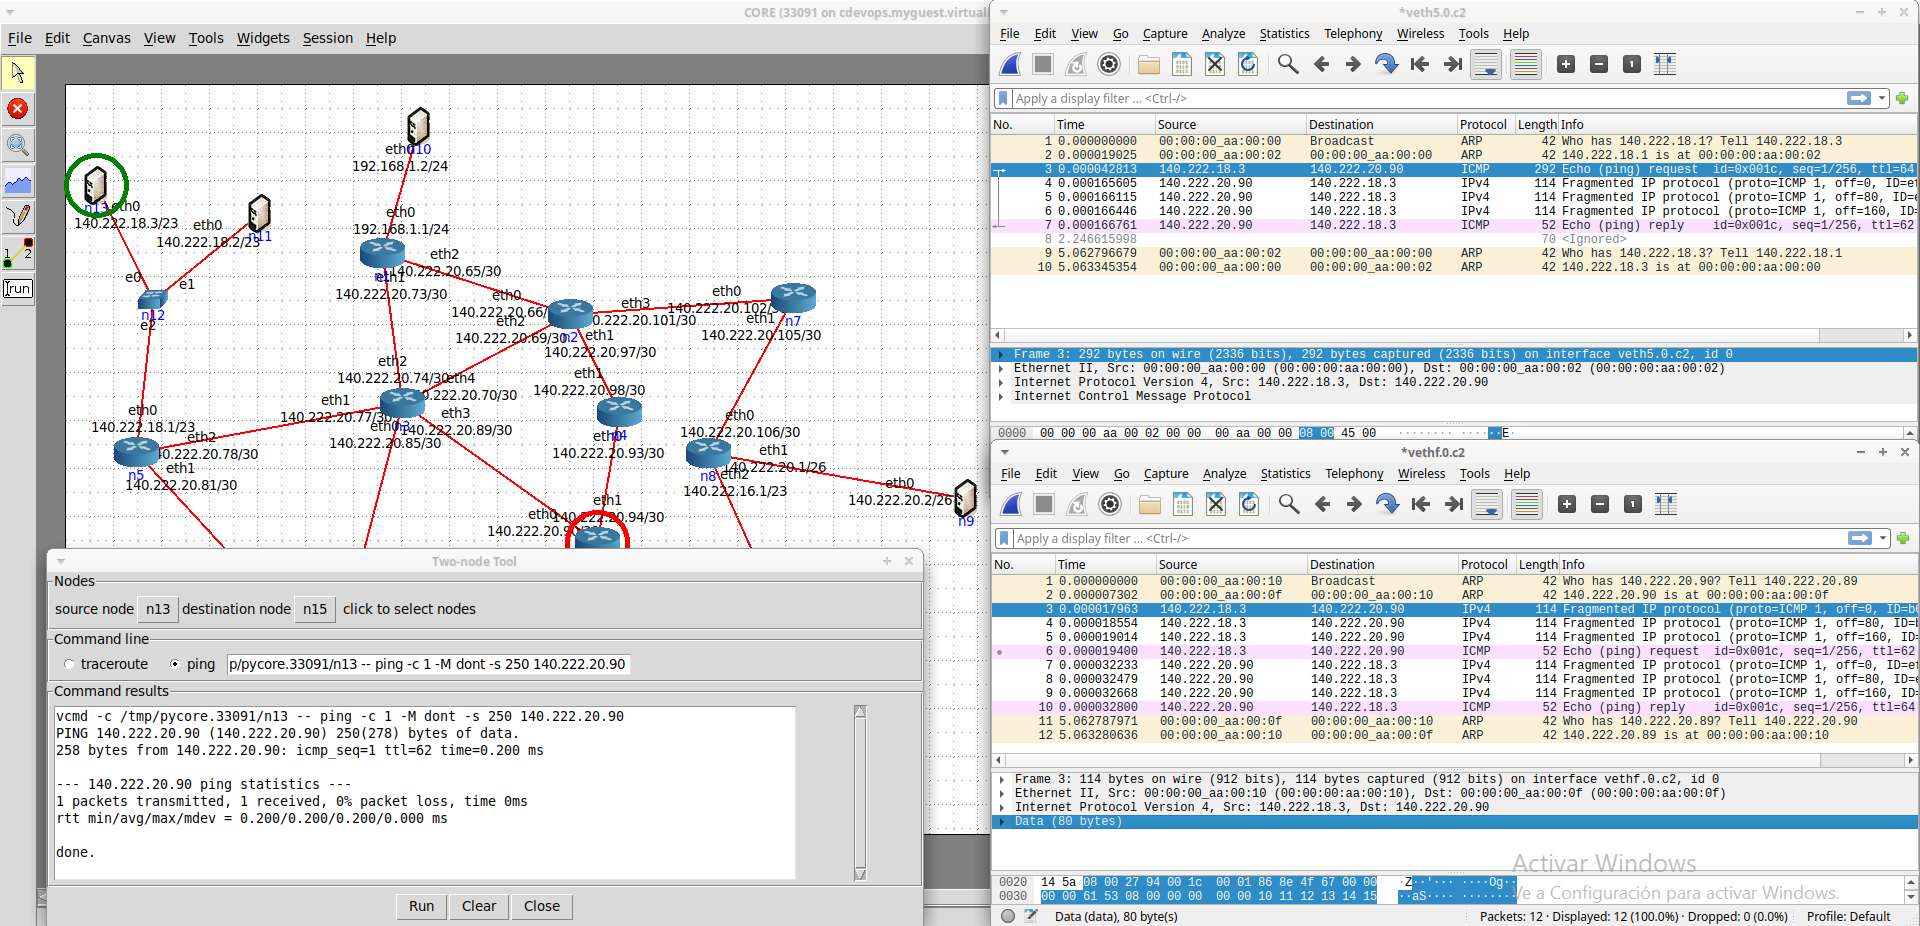 CORE (33091 on cdevops.myguest.virtual
File Edit Canvas View Tools Widgets Session Help
run
n10
eth0
192.168.1.2/24
n13
eth0
140.222.18.3/23
n11
eth0
140.222.18.2/23
eth0
192.168.1.1/24
n1
eth2
140.222.20.65/30
eth1
140.222.20.73/30
e0
e1
n12
e2
eth0
140.222.20.66/
eth2
140.222.20.69/30
n2
eth3
0.222.20.101/30
eth1
140.222.20.97/30
eth0
140.222.20.102/
n7
eth1
140.222.20.105/30
eth2
140.222.20.74/30
eth4
0.222.20.70/30
eth1
140.222.20.77/30
n3
eth3
140.222.20.89/30
eth0
140.222.20.85/30
eth1
140.222.20.98/30
n4
eth0
140.222.20.93/30
eth0
140.222.18.1/23
n5
eth2
0.222.20.78/30
eth1
140.222.20.81/30
eth0
140.222.20.106/30
n8
eth1
140.222.20.1/26
eth2
140.222.16.1/23
eth0
140.222.20.2/26
n9
eth1
.222.20.94/30
eth0
140.222.20.9
Two-node Tool
Nodes
source node n13 destination node n15 click to select nodes
Command line
traceroute ping p/pycore.33091/n13 -- ping -c 1 -M dont -s 250 140.222.20.90
Command results
vcmd -c /tmp/pycore.33091/n13 -- ping -c 1 -M dont -s 250 140.222.20.90
PING 140.222.20.90 (140.222.20.90) 250(278) bytes of data.
258 bytes from 140.222.20.90: icmp_seq=1 ttl=62 time=0.200 ms
--- 140.222.20.90 ping statistics ---
1 packets transmitted, 1 received, 0% packet loss, time 0ms
rtt min/avg/max/mdev = 0.200/0.200/0.200/0.000 ms
done.
Run Clear Close
*veth5.0.c2
File Edit View Go Capture Analyze Statistics Telephony Wireless Tools Help
Apply a display filter ... <Ctrl-/>
No. Time Source Destination Protocol Length Info
1 0.000000000 00:00:00_aa:00:00 Broadcast ARP 42 Who has 140.222.18.1? Tell 140.222.18.3
2 0.000019025 00:00:00_aa:00:02 00:00:00_aa:00:00 ARP 42 140.222.18.1 is at 00:00:00:aa:00:02
3 0.000042813 140.222.18.3 140.222.20.90 ICMP 292 Echo (ping) request id=0x001c, seq=1/256, ttl=64
4 0.000165605 140.222.20.90 140.222.18.3 IPv4 114 Fragmented IP protocol (proto=ICMP 1, off=0, ID=e
5 0.000166115 140.222.20.90 140.222.18.3 IPv4 114 Fragmented IP protocol (proto=ICMP 1, off=80, ID=
6 0.000166446 140.222.20.90 140.222.18.3 IPv4 114 Fragmented IP protocol (proto=ICMP 1, off=160, ID=
7 0.000166761 140.222.20.90 140.222.18.3 ICMP 52 Echo (ping) reply id=0x001c, seq=1/256, ttl=62
8 2.246615998 70 <Ignored>
9 5.062796679 00:00:00_aa:00:02 00:00:00_aa:00:00 ARP 42 Who has 140.222.18.3? Tell 140.222.18.1
10 5.063345354 00:00:00_aa:00:00 00:00:00_aa:00:02 ARP 42 140.222.18.3 is at 00:00:00:aa:00:00
Frame 3: 292 bytes on wire (2336 bits), 292 bytes captured (2336 bits) on interface veth5.0.c2, id 0
Ethernet II, Src: 00:00:00_aa:00:00 (00:00:00:aa:00:00), Dst: 00:00:00_aa:00:02 (00:00:00:aa:00:02)
Internet Protocol Version 4, Src: 140.222.18.3, Dst: 140.222.20.90
Internet Control Message Protocol
0000 00 00 00 aa 00 02 00 00 00 aa 00 00 08 00 45 00 ········ ······E·
*vethf.0.c2
File Edit View Go Capture Analyze Statistics Telephony Wireless Tools Help
Apply a display filter ... <Ctrl-/>
No. Time Source Destination Protocol Length Info
1 0.000000000 00:00:00_aa:00:10 Broadcast ARP 42 Who has 140.222.20.90? Tell 140.222.20.89
2 0.000007302 00:00:00_aa:00:0f 00:00:00_aa:00:10 ARP 42 140.222.20.90 is at 00:00:00:aa:00:0f
3 0.000017963 140.222.18.3 140.222.20.90 IPv4 114 Fragmented IP protocol (proto=ICMP 1, off=0, ID=b
4 0.000018554 140.222.18.3 140.222.20.90 IPv4 114 Fragmented IP protocol (proto=ICMP 1, off=80, ID=
5 0.000019014 140.222.18.3 140.222.20.90 IPv4 114 Fragmented IP protocol (proto=ICMP 1, off=160, ID=
6 0.000019400 140.222.18.3 140.222.20.90 ICMP 52 Echo (ping) request id=0x001c, seq=1/256, ttl=62
7 0.000032233 140.222.20.90 140.222.18.3 IPv4 114 Fragmented IP protocol (proto=ICMP 1, off=0, ID=e
8 0.000032479 140.222.20.90 140.222.18.3 IPv4 114 Fragmented IP protocol (proto=ICMP 1, off=80, ID=
9 0.000032668 140.222.20.90 140.222.18.3 IPv4 114 Fragmented IP protocol (proto=ICMP 1, off=160, ID=
10 0.000032800 140.222.20.90 140.222.18.3 ICMP 52 Echo (ping) reply id=0x001c, seq=1/256, ttl=64
11 5.062787971 00:00:00_aa:00:0f 00:00:00_aa:00:10 ARP 42 Who has 140.222.20.89? Tell 140.222.20.90
12 5.063280636 00:00:00_aa:00:10 00:00:00_aa:00:0f ARP 42 140.222.20.89 is at 00:00:00:aa:00:10
Frame 3: 114 bytes on wire (912 bits), 114 bytes captured (912 bits) on interface vethf.0.c2, id 0
Ethernet II, Src: 00:00:00_aa:00:10 (00:00:00:aa:00:10), Dst: 00:00:00_aa:00:0f (00:00:00:aa:00:0f)
Internet Protocol Version 4, Src: 140.222.18.3, Dst: 140.222.20.90
Data (80 bytes)
Activar Windows
Ve a Configuración para activar Windows.
0020 14 5a 08 00 27 94 00 1c 00 01 86 8e 4f 67 00 00 ·Z··'··· ····Og··
0030 00 00 61 53 08 00 00 00 00 00 10 11 12 13 14 15 ··aS···· ········
Data (data), 80 byte(s) Packets: 12 · Displayed: 12 (100.0%) · Dropped: 0 (0.0%) Profile: Default